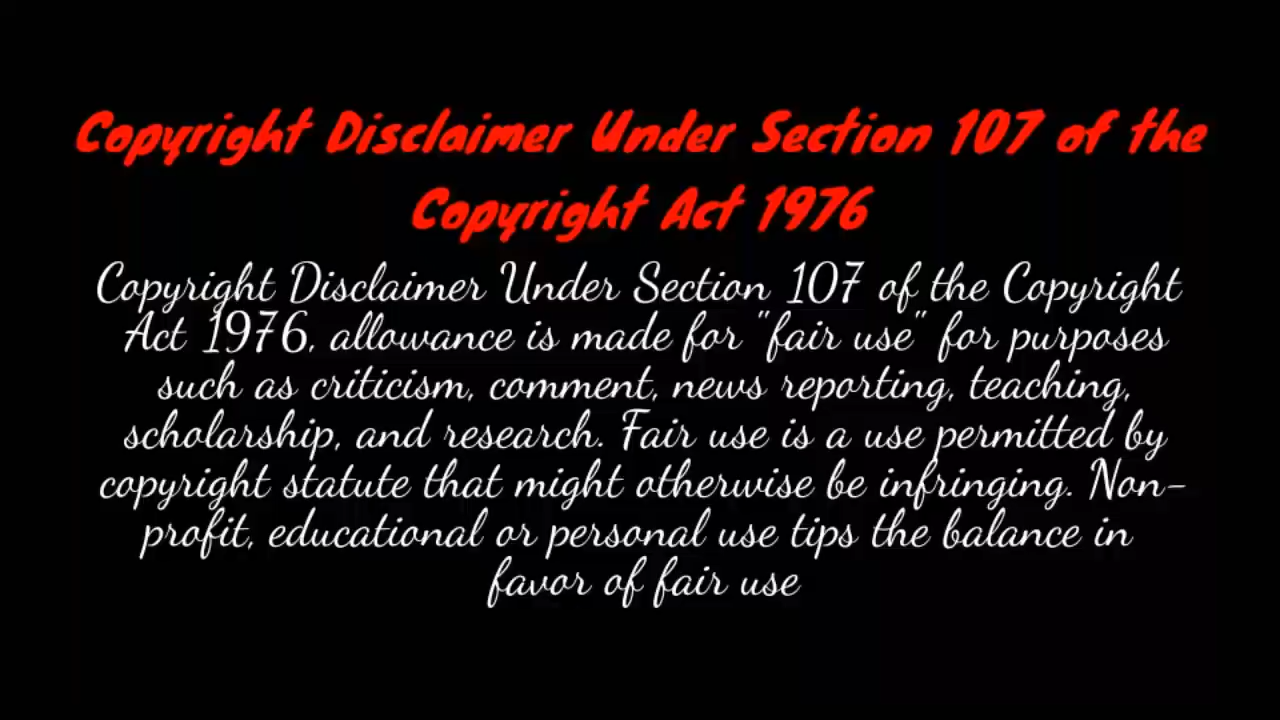 Copyright Disclaimer Under Section 107 of the
Copyright Act 1976
Copyright Disclaimer Under Section 107 of the Copyright
Act 1976, allowance is made for "fair use" for purposes
such as criticism, comment, news reporting, teaching,
scholarship, and research. Fair use is a use permitted by
copyright statute that might otherwise be infringing. Non-
profit, educational or personal use tips the balance in
favor of fair use